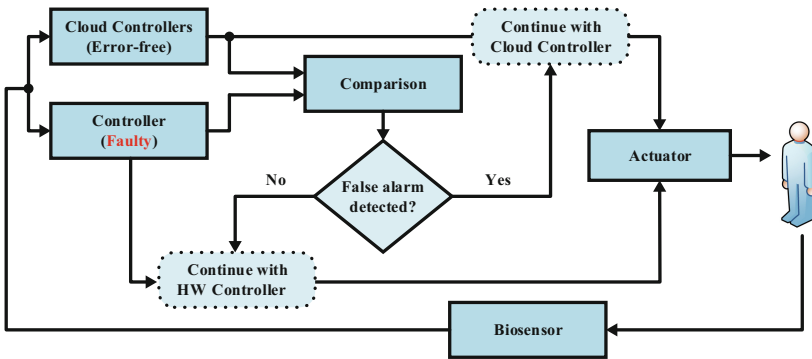 Cloud Controllers
(Error-free)
Continue with
Cloud Controller
Comparison
Controller
(Faulty)
Actuator
No
False alarm
detected?
Yes
Continue with
HW Controller
Biosensor